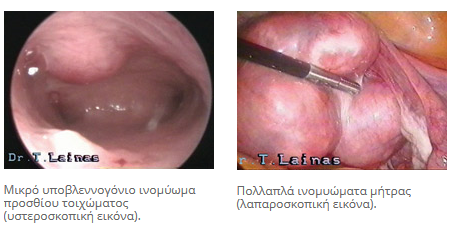 Dr.T.Lainas
Dr T.Lainas
Μικρό υποβλεννογόνιο ινομύωμα
προσθίου τοιχώματος
(υστεροσκοπική εικόνα).
Πολλαπλά ινομυώματα μήτρας
(λαπαροσκοπική εικόνα).